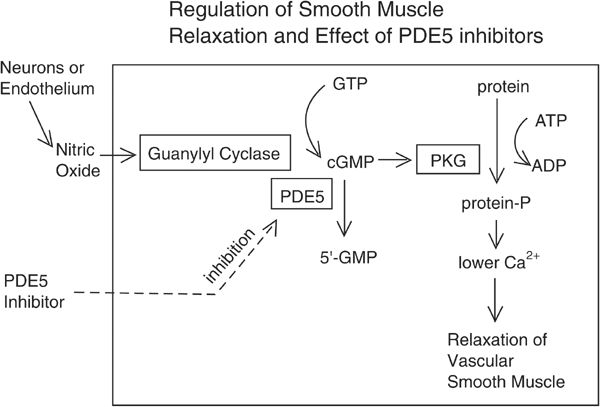 Regulation of Smooth Muscle
Relaxation and Effect of PDE5 inhibitors
Neurons or
Endothelium
Nitric
Oxide
Guanylyl Cyclase
GTP
cGMP
PKG
PDE5
5'-GMP
inhibition
PDE5
Inhibitor
protein
ATP
ADP
protein-P
lower Ca²⁺
Relaxation of
Vascular
Smooth Muscle